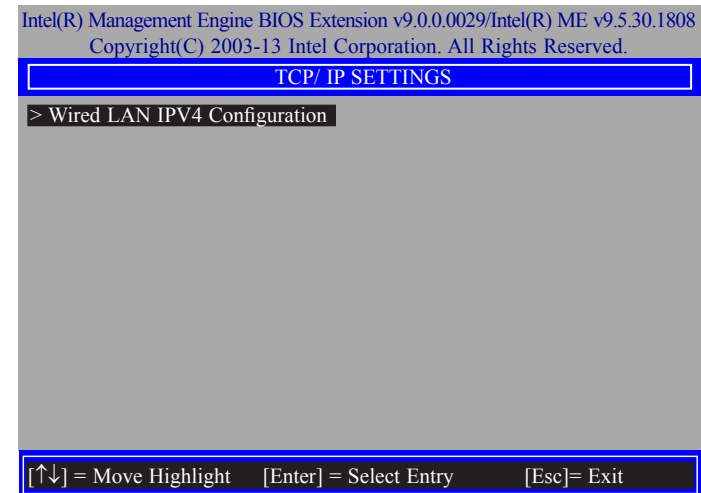 Intel(R) Management Engine BIOS Extension v9.0.0.0029/Intel(R) ME v9.5.30.1808
Copyright(C) 2003-13 Intel Corporation. All Rights Reserved.
TCP/ IP SETTINGS
> Wired LAN IPV4 Configuration
[↑↓] = Move Highlight [Enter] = Select Entry [Esc]= Exit